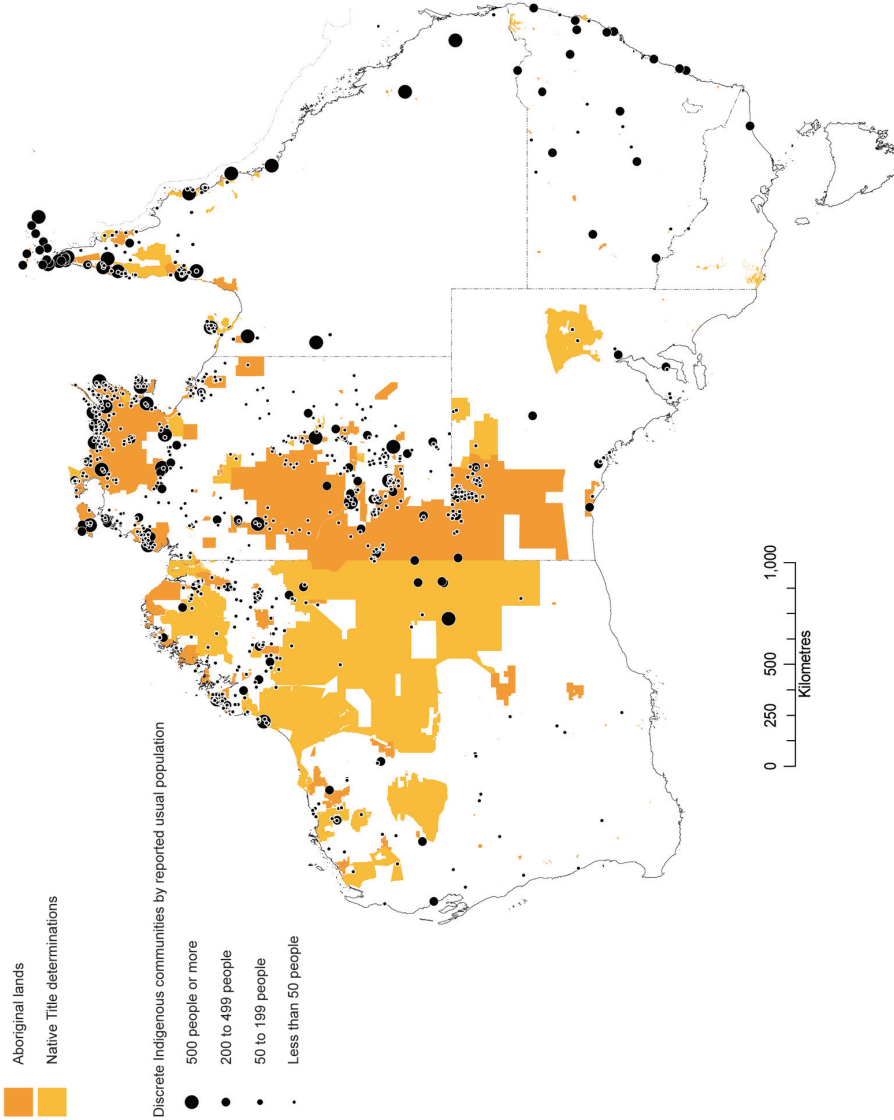 Aboriginal lands
Native Title determinations
Discrete Indigenous communities by reported usual population
500 people or more
200 to 499 people
50 to 199 people
Less than 50 people
0 250 500 1,000
Kilometres